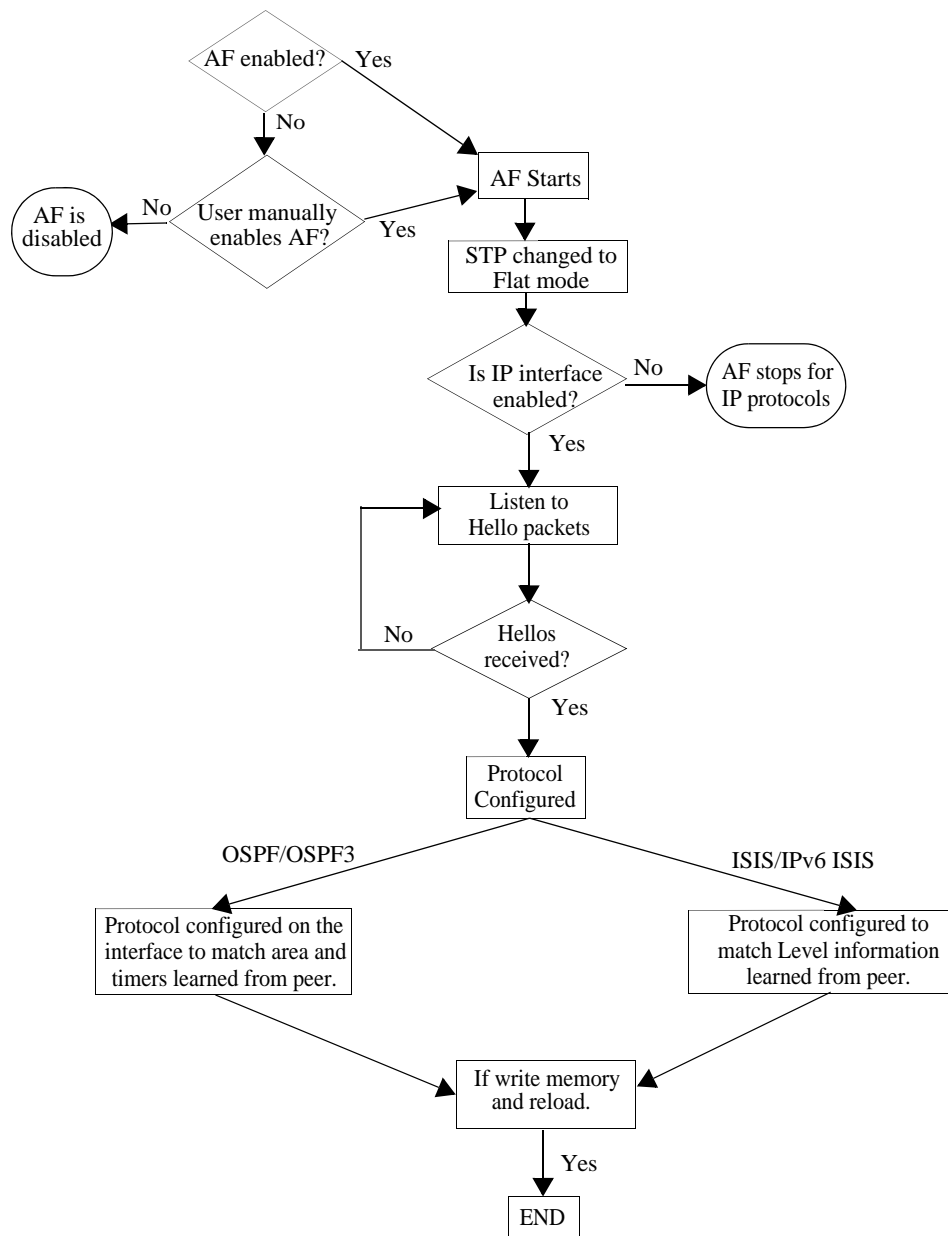 AF enabled?
Yes
No
AF Starts
No
AF is
disabled
User manually
enables AF?
Yes
STP changed to
Flat mode
Is IP interface
enabled?
No
AF stops for
IP protocols
Yes
Listen to
Hello packets
No
Hellos
received?
Yes
Protocol
Configured
OSPF/OSPF3
ISIS/IPv6 ISIS
Protocol configured on the
interface to match area and
timers learned from peer.
Protocol configured to
match Level information
learned from peer.
If write memory
and reload.
Yes
END